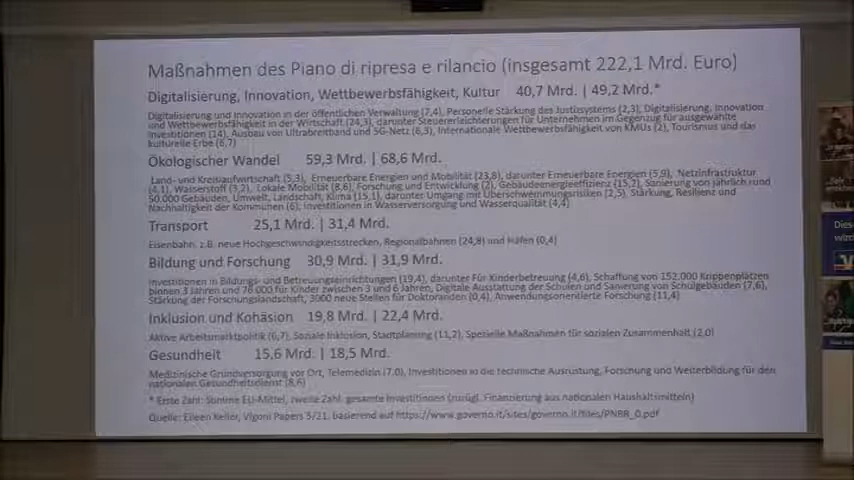 Maßnahmen des Piano di ripresa e rilancio (insgesamt 222,1 Mrd. Euro)
Digitalisierung, Innovation, Wettbewerbsfähigkeit, Kultur 40,7 Mrd. | 49,2 Mrd.*
Digitalisierung und Innovation in der öffentlichen Verwaltung (7,4), Personelle Stärkung des Justizsystems (2,3), Digitalisierung, Innovation
und Wettbewerbsfähigkeit in der Wirtschaft (24,3), darunter Steuererleichterungen für Unternehmen im Gegenzug für ausgewählte
Investitionen (14), Ausbau von Ultrabreitband und 5G-Netz (6,3), Internationale Wettbewerbsfähigkeit von KMUs (2), Tourismus und das
kulturelle Erbe (6,7)
Ökologischer Wandel 59,3 Mrd. | 68,6 Mrd.
Land- und Kreislaufwirtschaft (5,3), Erneuerbare Energien und Mobilität (23,8), darunter Erneuerbare Energien (5,9), Netzinfrastruktur
(4,1), Wasserstoff (3,2), Lokale Mobilität (8,6), Forschung und Entwicklung (2), Gebäudeenergieeffizienz (15,2), Sanierung von jährlich rund
50.000 Gebäuden, Umwelt, Landschaft, Klima (15,1), darunter Umgang mit Überschwemmungsrisiken (2,5), Stärkung, Resilienz und
Nachhaltigkeit der Kommunen (6), Investitionen in Wasserversorgung und Wasserqualität (4,4)
Transport 25,1 Mrd. | 31,4 Mrd.
Eisenbahn, z.B. neue Hochgeschwindigkeitsstrecken, Regionalbahnen (24,8) und Häfen (0,4)
Bildung und Forschung 30,9 Mrd. | 31,9 Mrd.
Investitionen in Bildungs- und Betreuungseinrichtungen (19,4), darunter Für Kinderbetreuung (4,6), Schaffung von 152.000 Krippenplätzen
binnen 3 Jahren und 76.000 für Kinder zwischen 3 und 6 Jahren, Digitale Ausstattung der Schulen und Sanierung von Schulgebäuden (7,6),
Stärkung der Forschungslandschaft, 3000 neue Stellen für Doktoranden (0,4), Anwendungsorientierte Forschung (11,4)
Inklusion und Kohäsion 19,8 Mrd. | 22,4 Mrd.
Aktive Arbeitsmarktpolitik (6,7), Soziale Inklusion, Stadtplanung (11,2), Spezielle Maßnahmen für sozialen Zusammenhalt (2,0)
Gesundheit 15,6 Mrd. | 18,5 Mrd.
Medizinische Grundversorgung vor Ort, Telemedizin (7,0), Investitionen in die technische Ausrüstung, Forschung und Weiterbildung für den
nationalen Gesundheitsdienst (8,6)
* Erste Zahl: Summe EU-Mittel, zweite Zahl: gesamte Investitionen (zuzügl. Finanzierung aus nationalen Haushaltsmitteln)
Quelle: Eileen Keller, Vigoni Papers 5/21, basierend auf https://www.governo.it/sites/governo.it/files/PNRR_0.pdf